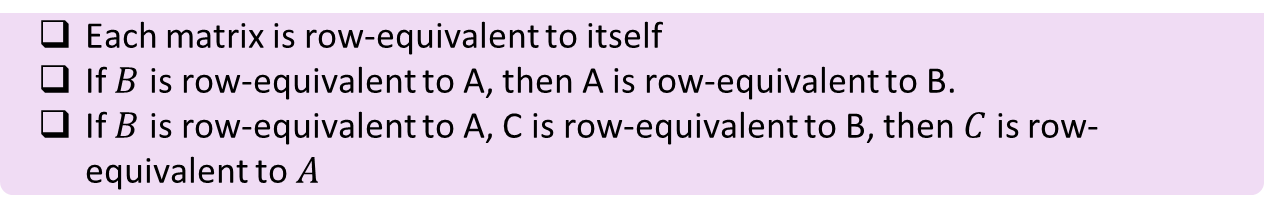 ❑ Each matrix is row-equivalent to itself
❑ If B is row-equivalent to A, then A is row-equivalent to B.
❑ If B is row-equivalent to A, C is row-equivalent to B, then C is row-
equivalent to A